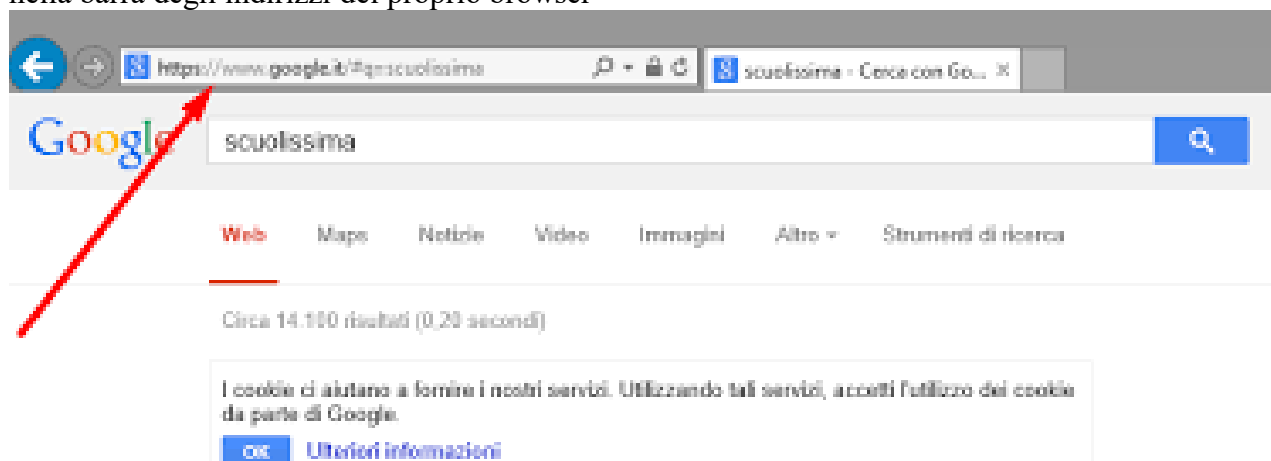 nella barra degli indirizzi del proprio browser
https://www.google.it/#q=scuolissima
scuolissima - Cerca con Go...
Google scuolissima
Web Maps Notizie Video Immagini Altro Strumenti di ricerca
Circa 14.100 risultati (0,20 secondi)
I cookie ci aiutano a fornire i nostri servizi. Utilizzando tali servizi, accetti l'utilizzo dei cookie
da parte di Google.
OK Ulteriori informazioni